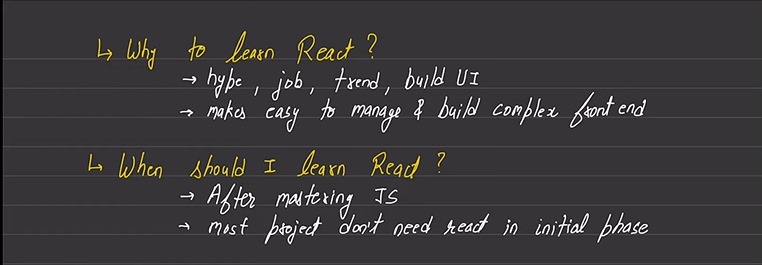 ↳ Why to learn React?
→ hype, job, trend, build UI
→ makes easy to manage & build complex front end
↳ When should I learn React?
→ After mastering JS
→ most project don't need react in initial phase